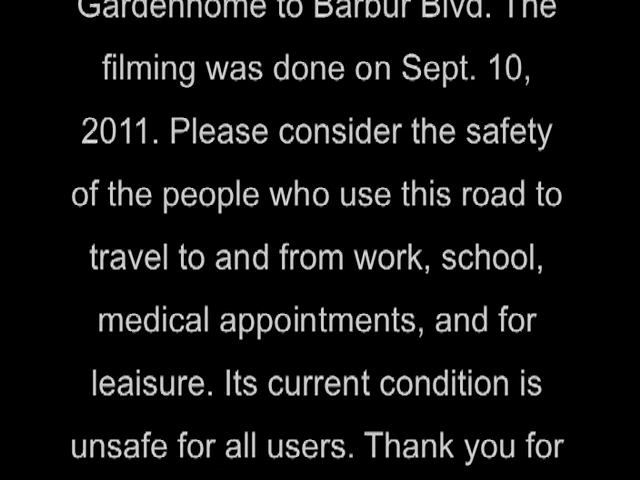 Gardenhome to Barbur Blvd. The
filming was done on Sept. 10,
2011. Please consider the safety
of the people who use this road to
travel to and from work, school,
medical appointments, and for
leaisure. Its current condition is
unsafe for all users. Thank you for